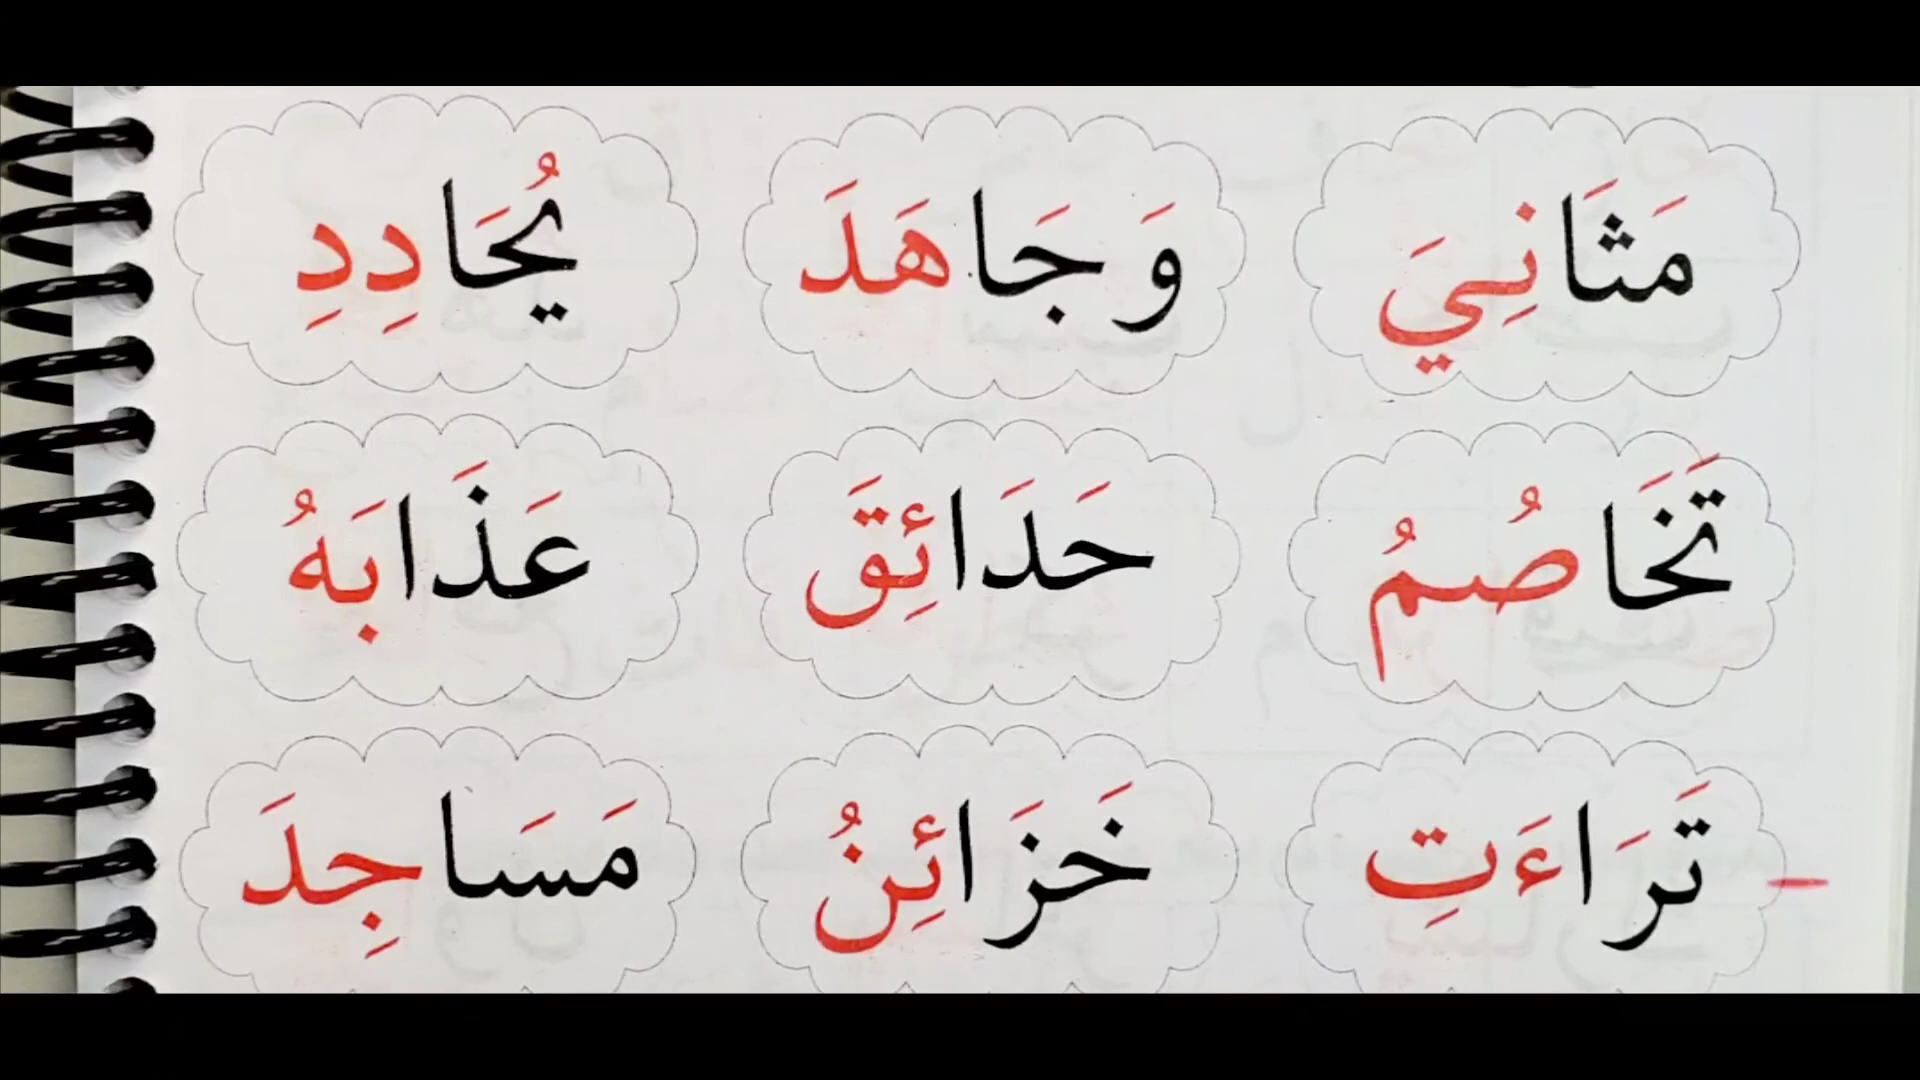 مَثَانِيَ وَجَاهَدَ يُحَادِدِ
تَخَاصُمُ حَدَائِقَ عَذَابَهُ
تَرَاءَتِ خَزَائِنُ مَسَاجِدَ